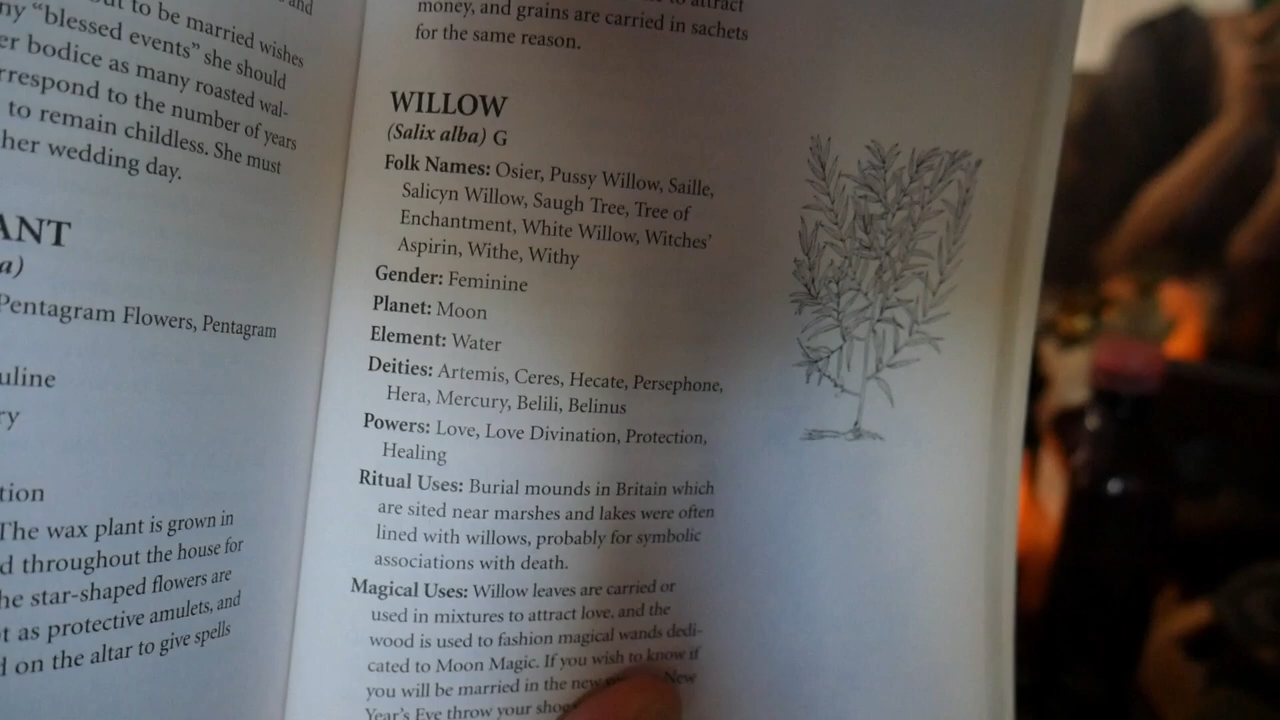 and
to be married wishes
ny “blessed events” she should
er bodice as many roasted wal-
rrespond to the number of years
to remain childless. She must
her wedding day.
ANT
a)
Pentagram Flowers, Pentagram
uline
ry
tion
The wax plant is grown in
d throughout the house for
he star-shaped flowers are
t as protective amulets, and
d on the altar to give spells
to attract
money, and grains are carried in sachets
for the same reason.
WILLOW
(Salix alba) G
Folk Names: Osier, Pussy Willow, Saille,
Salicyn Willow, Saugh Tree, Tree of
Enchantment, White Willow, Witches’
Aspirin, Withe, Withy
Gender: Feminine
Planet: Moon
Element: Water
Deities: Artemis, Ceres, Hecate, Persephone,
Hera, Mercury, Belili, Belinus
Powers: Love, Love Divination, Protection,
Healing
Ritual Uses: Burial mounds in Britain which
are sited near marshes and lakes were often
lined with willows, probably for symbolic
associations with death.
Magical Uses: Willow leaves are carried or
used in mixtures to attract love, and the
wood is used to fashion magical wands dedi-
cated to Moon Magic. If you wish to know if
you will be married in the new New
Year’s Eve throw your shoe